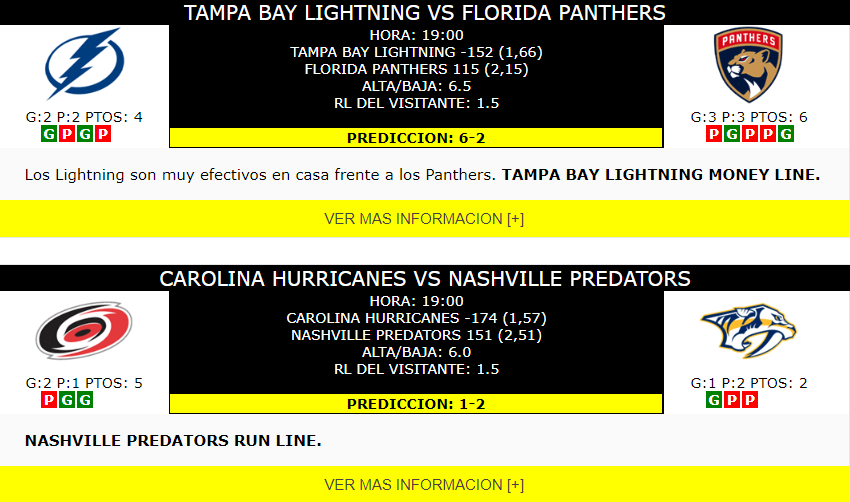 TAMPA BAY LIGHTNING VS FLORIDA PANTHERS
HORA: 19:00
TAMPA BAY LIGHTNING -152 (1,66)
FLORIDA PANTHERS 115 (2,15)
ALTA/BAJA: 6.5
RL DEL VISITANTE: 1.5
PANTHERS
G:2 P:2 PTOS: 4
G P G P
G:3 P:3 PTOS: 6
P G P P G
PREDICCION: 6-2
Los Lightning son muy efectivos en casa frente a los Panthers. TAMPA BAY LIGHTNING MONEY LINE.
VER MAS INFORMACION [+]
CAROLINA HURRICANES VS NASHVILLE PREDATORS
HORA: 19:00
CAROLINA HURRICANES -174 (1,57)
NASHVILLE PREDATORS 151 (2,51)
ALTA/BAJA: 6.0
RL DEL VISITANTE: 1.5
G:2 P:1 PTOS: 5
P G G
G:1 P:2 PTOS: 2
G P P
PREDICCION: 1-2
NASHVILLE PREDATORS RUN LINE.
VER MAS INFORMACION [+]